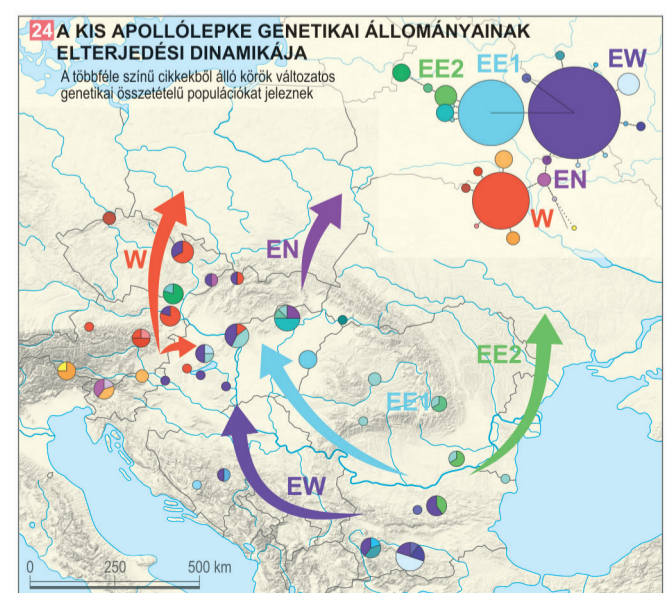 24 A KIS APOLLÓLEPKE GENETIKAI ÁLLOMÁNYAINAK
ELTERJEDÉSI DINAMIKÁJA
A többféle színű cikkekből álló körök változatos
genetikai összetételű populációkat jeleznek
EE2 EE1 EW
EN
W
W
EN
EE2
EE1
EW
0 250 500 km